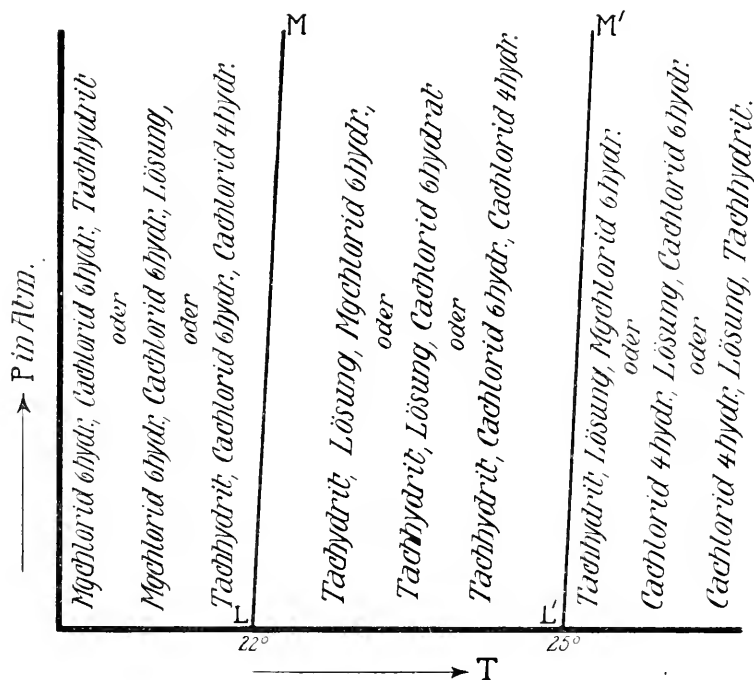 M
M'
P in Atm.
Mgchlorid 6hydr., Cachlorid 6hydr., Tachhydrit
oder
Mgchlorid 6hydr., Cachlorid 6hydr., Lösung,
oder
Tachhydrit, Cachlorid 6hydr., Cachlorid 4hydr.
Tachydrit, Lösung, Mgchlorid 6hydr.,
oder
Tachhydrit, Lösung, Cachlorid 6hydrat
oder
Tachhydrit, Cachlorid 6hydr., Cachlorid 4hydr.
Tachhydrit, Lösung, Mgchlorid 6hydr.
oder
Cachlorid 4hydr., Lösung, Cachlorid 6hydr.
oder
Cachlorid 4hydr., Lösung, Tachhydrit.
L
L'
22°
25°
T